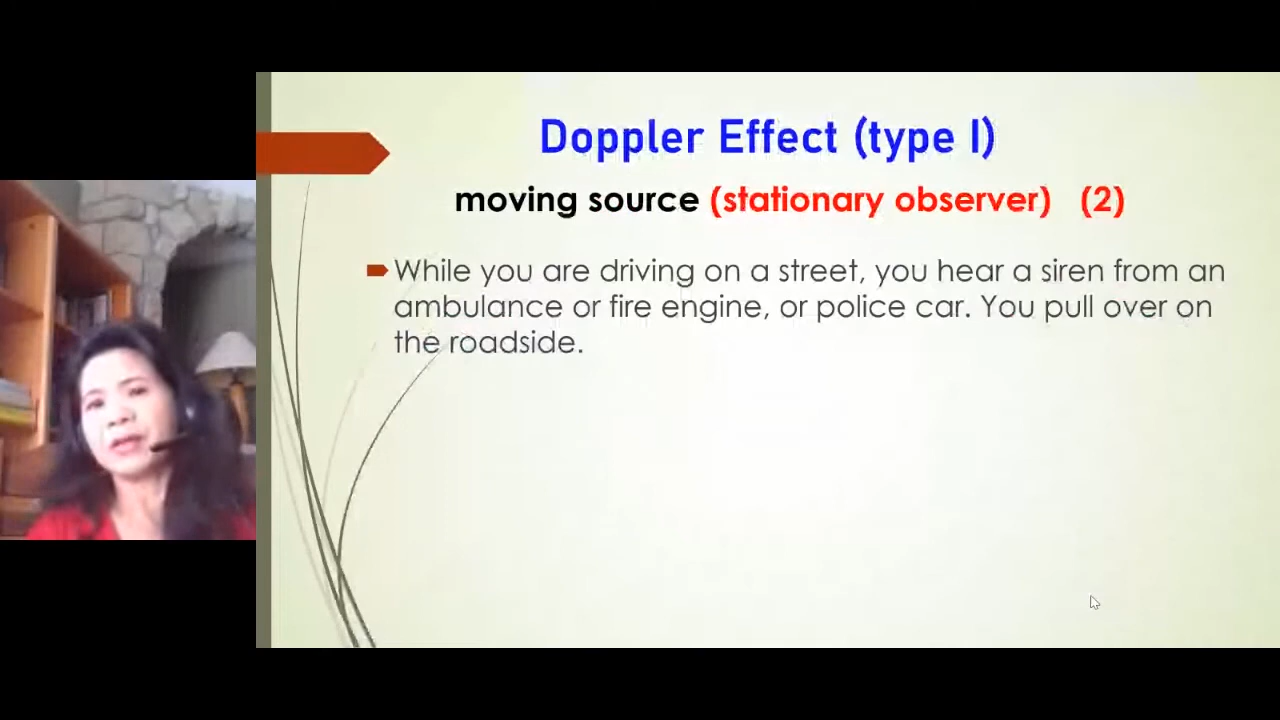 Doppler Effect (type I)
moving source (stationary observer) (2)
While you are driving on a street, you hear a siren from an
ambulance or fire engine, or police car. You pull over on
the roadside.